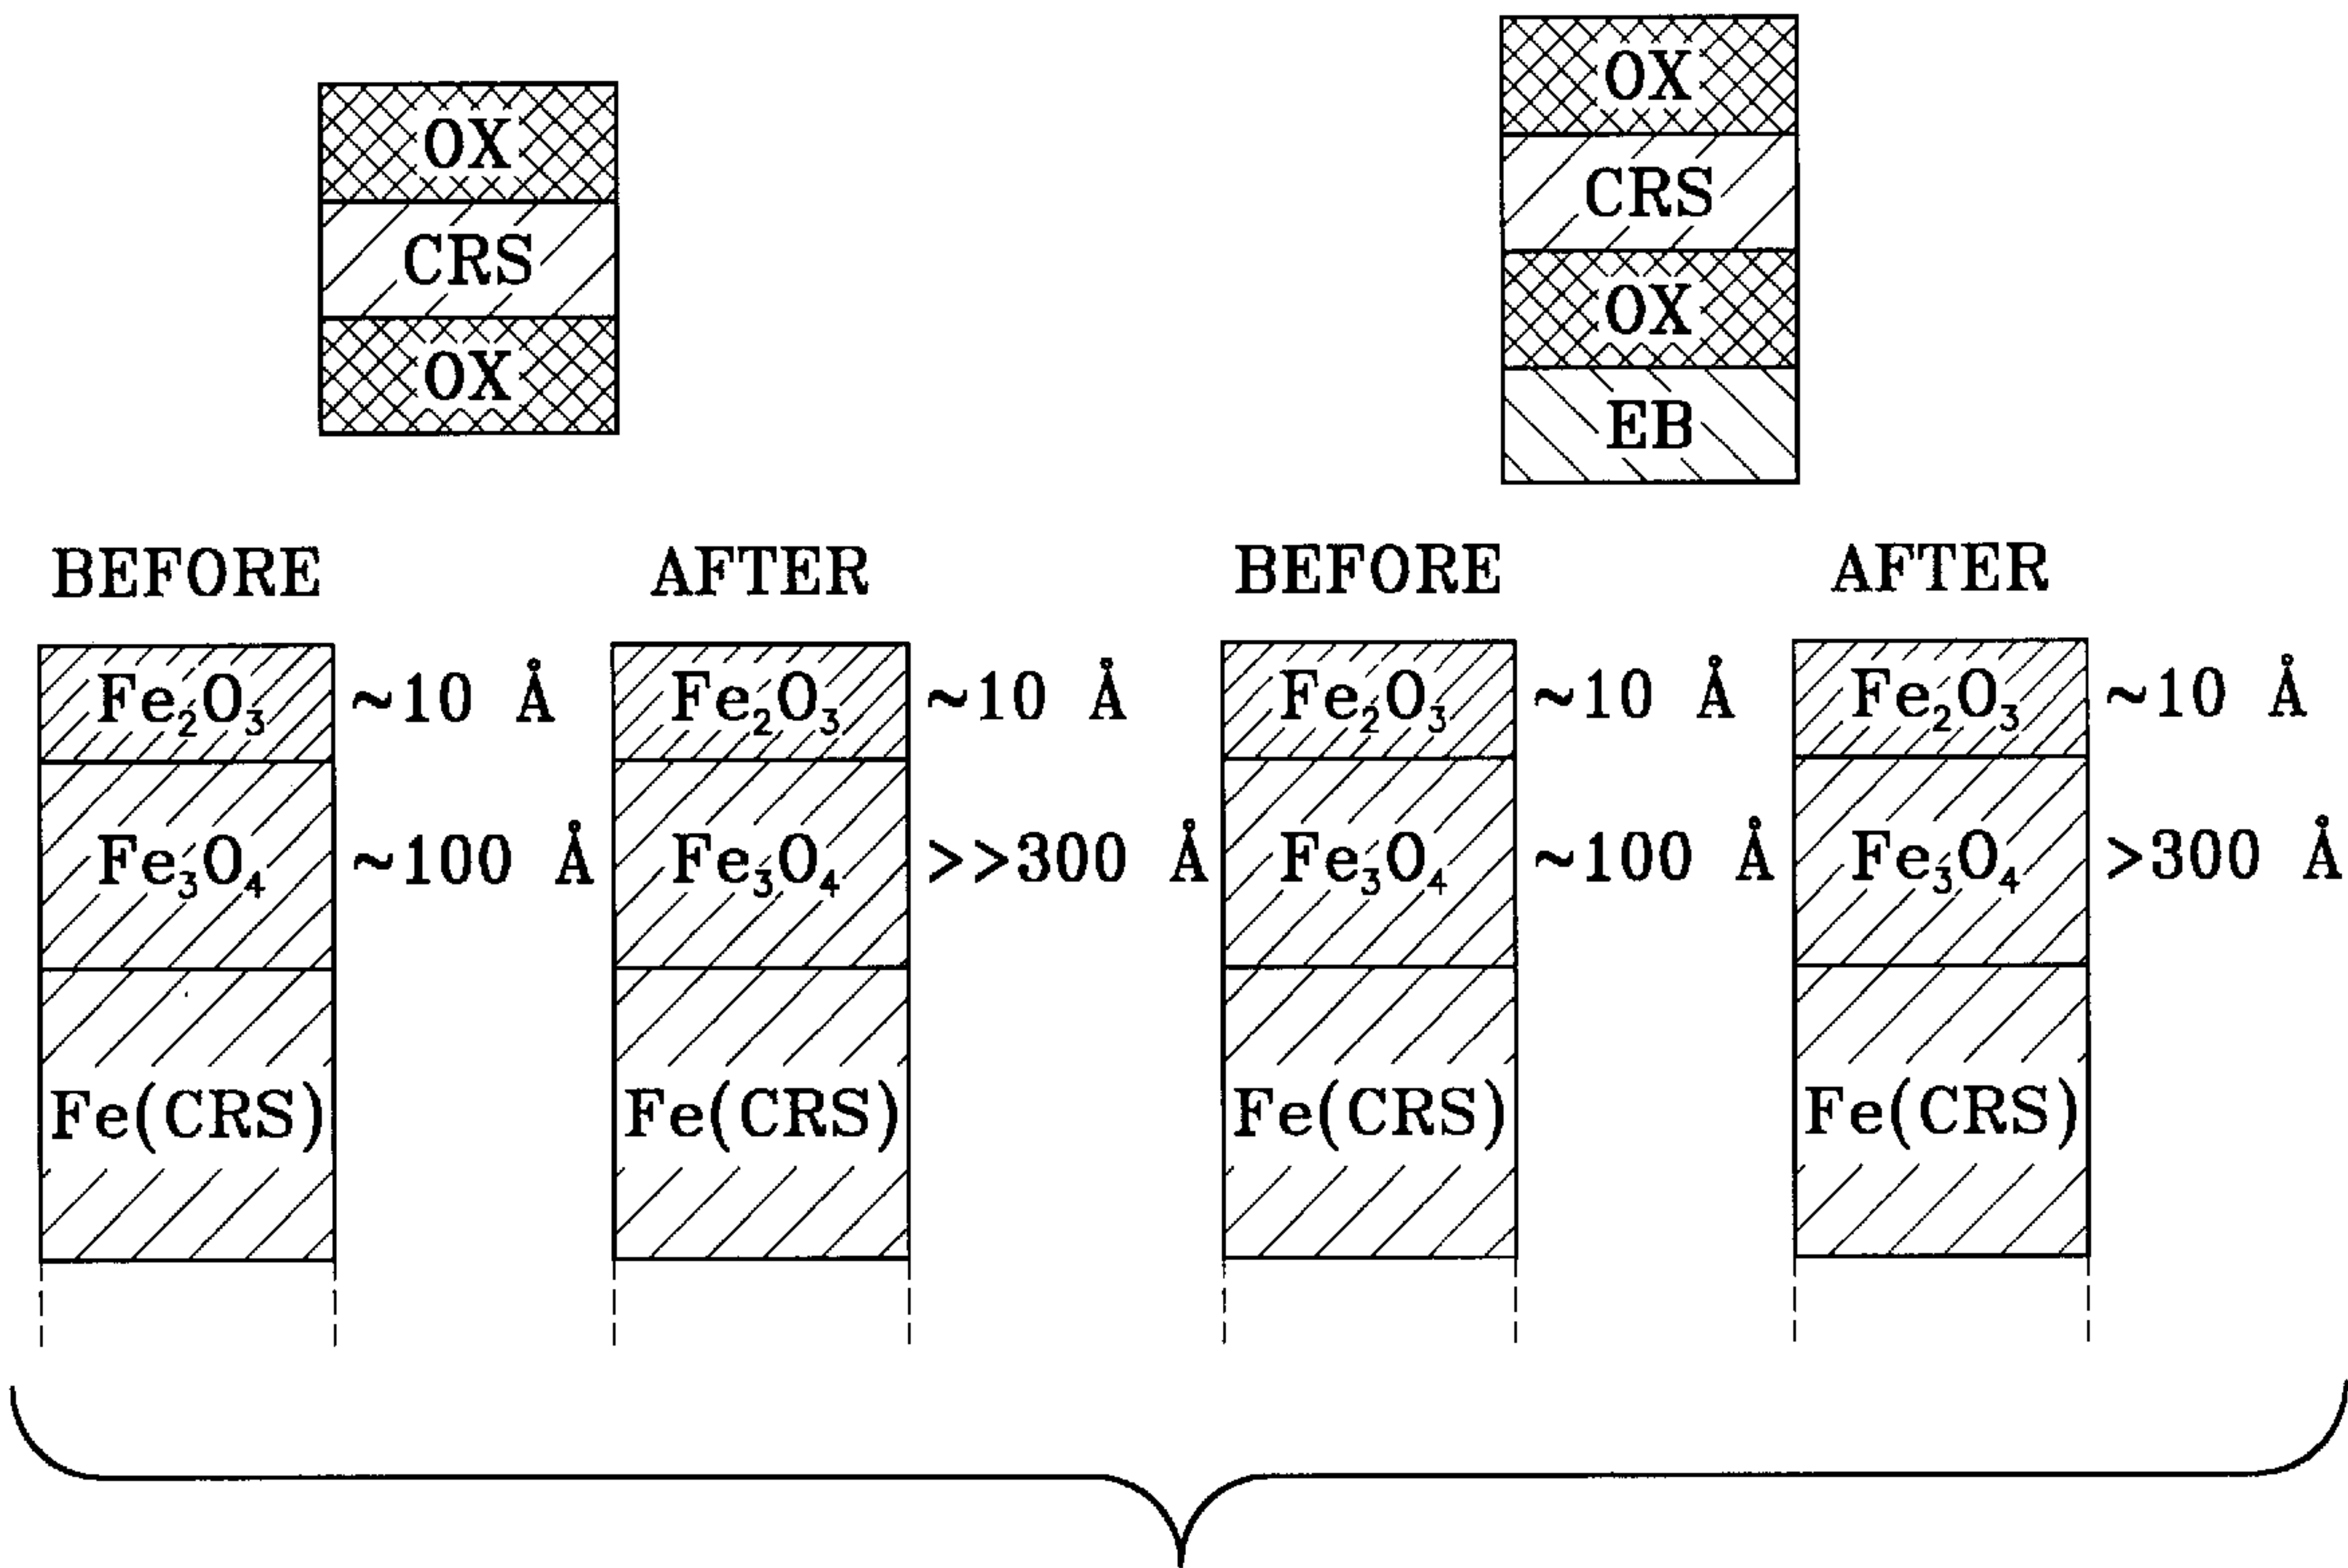 OX
CRS
OX
OX
CRS
OX
EB
BEFORE AFTER BEFORE AFTER
Fe₂O₃ ~10 Å Fe₂O₃ ~10 Å Fe₂O₃ ~10 Å Fe₂O₃ ~10 Å
Fe₃O₄ ~100 Å Fe₃O₄ >>300 Å Fe₃O₄ ~100 Å Fe₃O₄ >300 Å
Fe(CRS) Fe(CRS) Fe(CRS) Fe(CRS)